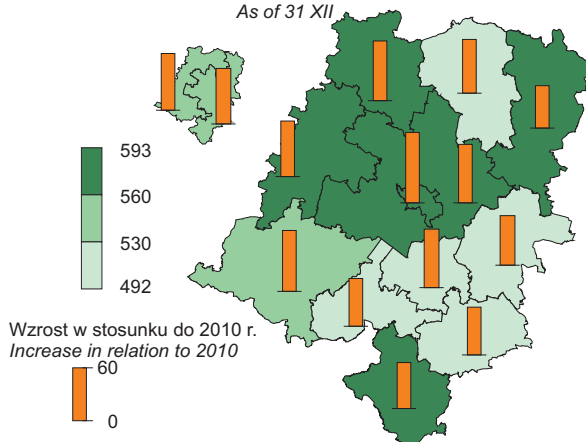 As of 31 XII
593
560
530
492
Wzrost w stosunku do 2010 r.
Increase in relation to 2010
60
0